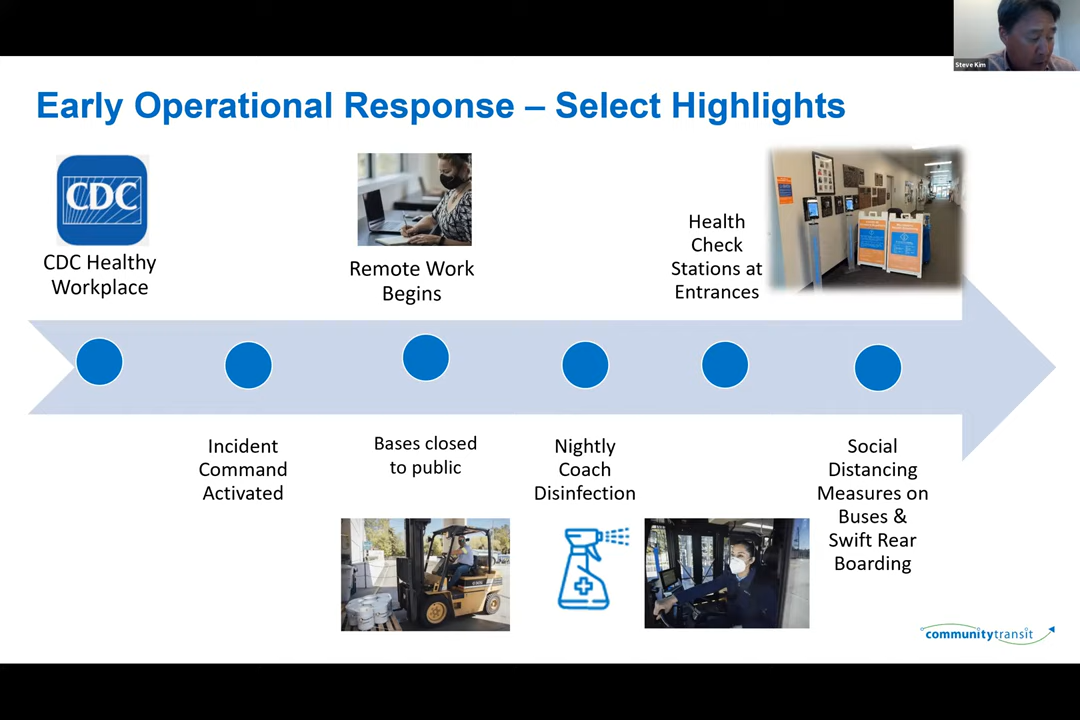 Steve Kim
Early Operational Response – Select Highlights
CDC
CDC Healthy
Workplace
Remote Work
Begins
Health
Check
Stations at
Entrances
Incident
Command
Activated
Bases closed
to public
Nightly
Coach
Disinfection
Social
Distancing
Measures on
Buses &
Swift Rear
Boarding
communitytransit